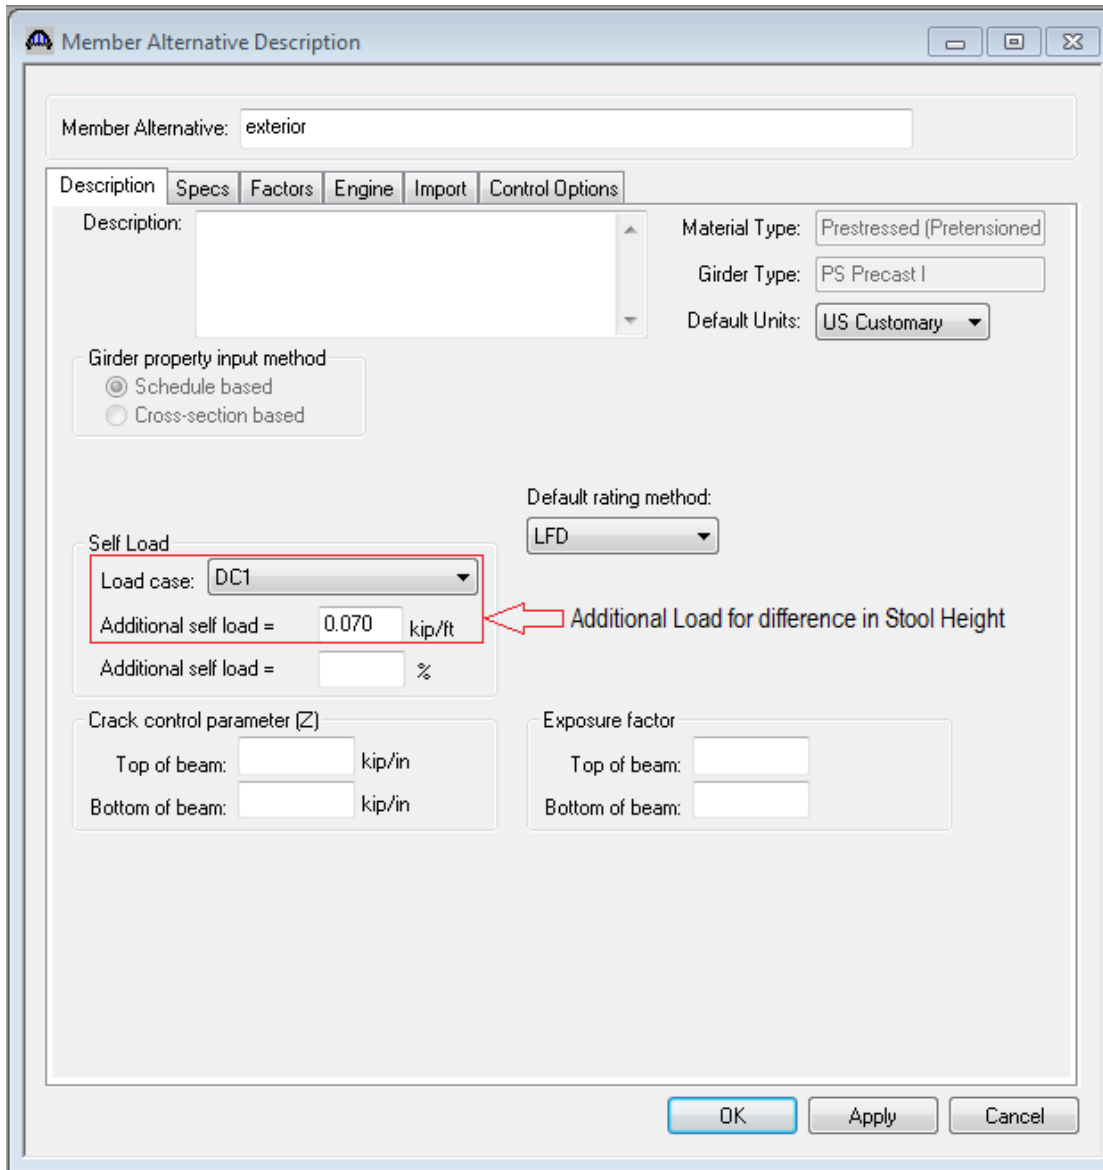 Member Alternative Description
Member Alternative: exterior
Description Specs Factors Engine Import Control Options
Description:
Material Type: Prestressed (Pretensioned
Girder Type: PS Precast I
Default Units: US Customary
Girder property input method
Schedule based
Cross-section based
Default rating method:
LFD
Self Load
Load case: DC1
Additional self load = 0.070 kip/ft
Additional Load for difference in Stool Height
Additional self load = %
Crack control parameter (Z)
Top of beam: kip/in
Bottom of beam: kip/in
Exposure factor
Top of beam:
Bottom of beam:
OK Apply Cancel